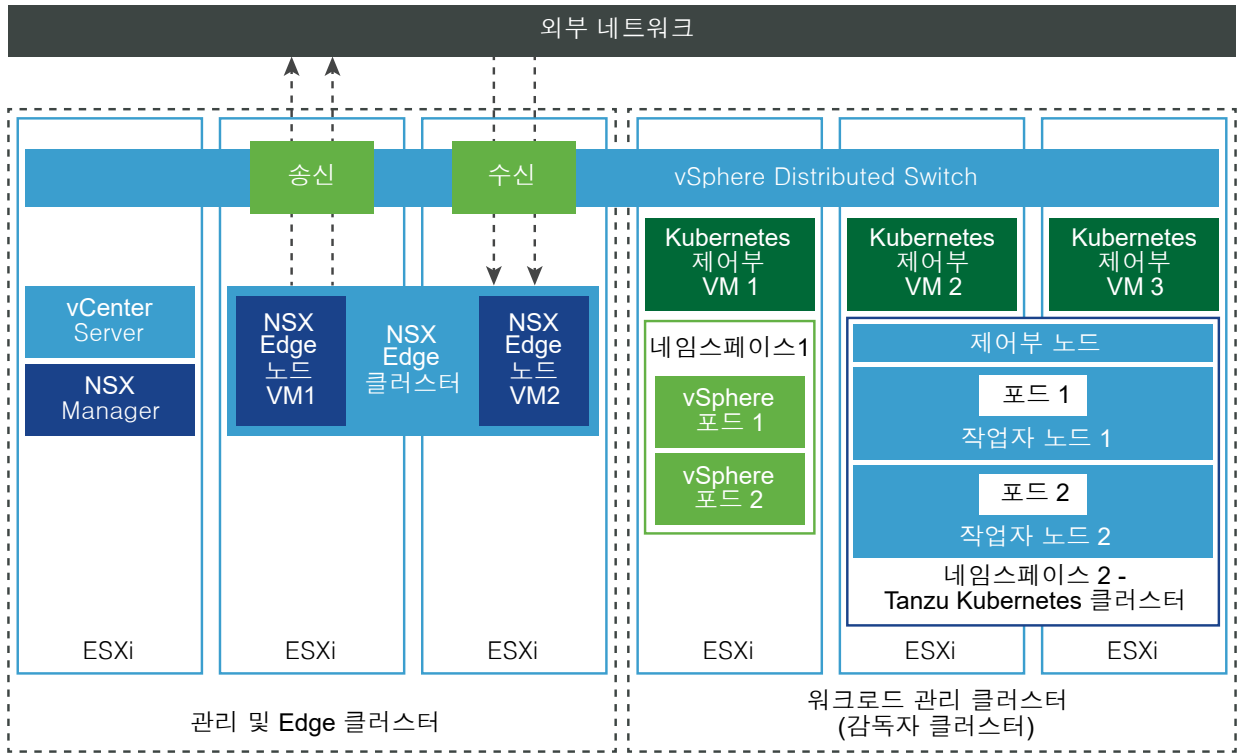 외부 네트워크
송신
수신
vSphere Distributed Switch
vCenter
Server
NSX
Manager
NSX
Edge
노드
VM1
NSX
Edge
클러스터
NSX
Edge
노드
VM2
Kubernetes
제어부
VM 1
Kubernetes
제어부
VM 2
Kubernetes
제어부
VM 3
네임스페이스1
vSphere
포드 1
vSphere
포드 2
제어부 노드
포드 1
작업자 노드 1
포드 2
작업자 노드 2
네임스페이스 2 -
Tanzu Kubernetes 클러스터
ESXi
ESXi
ESXi
ESXi
ESXi
ESXi
관리 및 Edge 클러스터
워크로드 관리 클러스터
(감독자 클러스터)